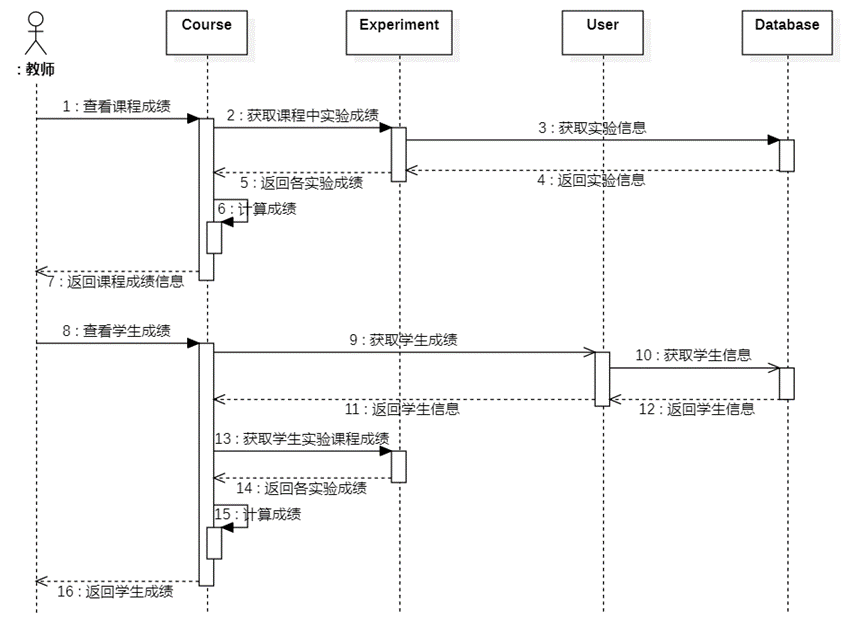 Course
Experiment
User
Database
: 教师
1 : 查看课程成绩
2 : 获取课程中实验成绩
3 : 获取实验信息
4 : 返回实验信息
5 : 返回各实验成绩
6 : 计算成绩
7 : 返回课程成绩信息
8 : 查看学生成绩
9 : 获取学生成绩
10 : 获取学生信息
11 : 返回学生信息
12 : 返回学生信息
13 : 获取学生实验课程成绩
14 : 返回各实验成绩
15 : 计算成绩
16 : 返回学生成绩